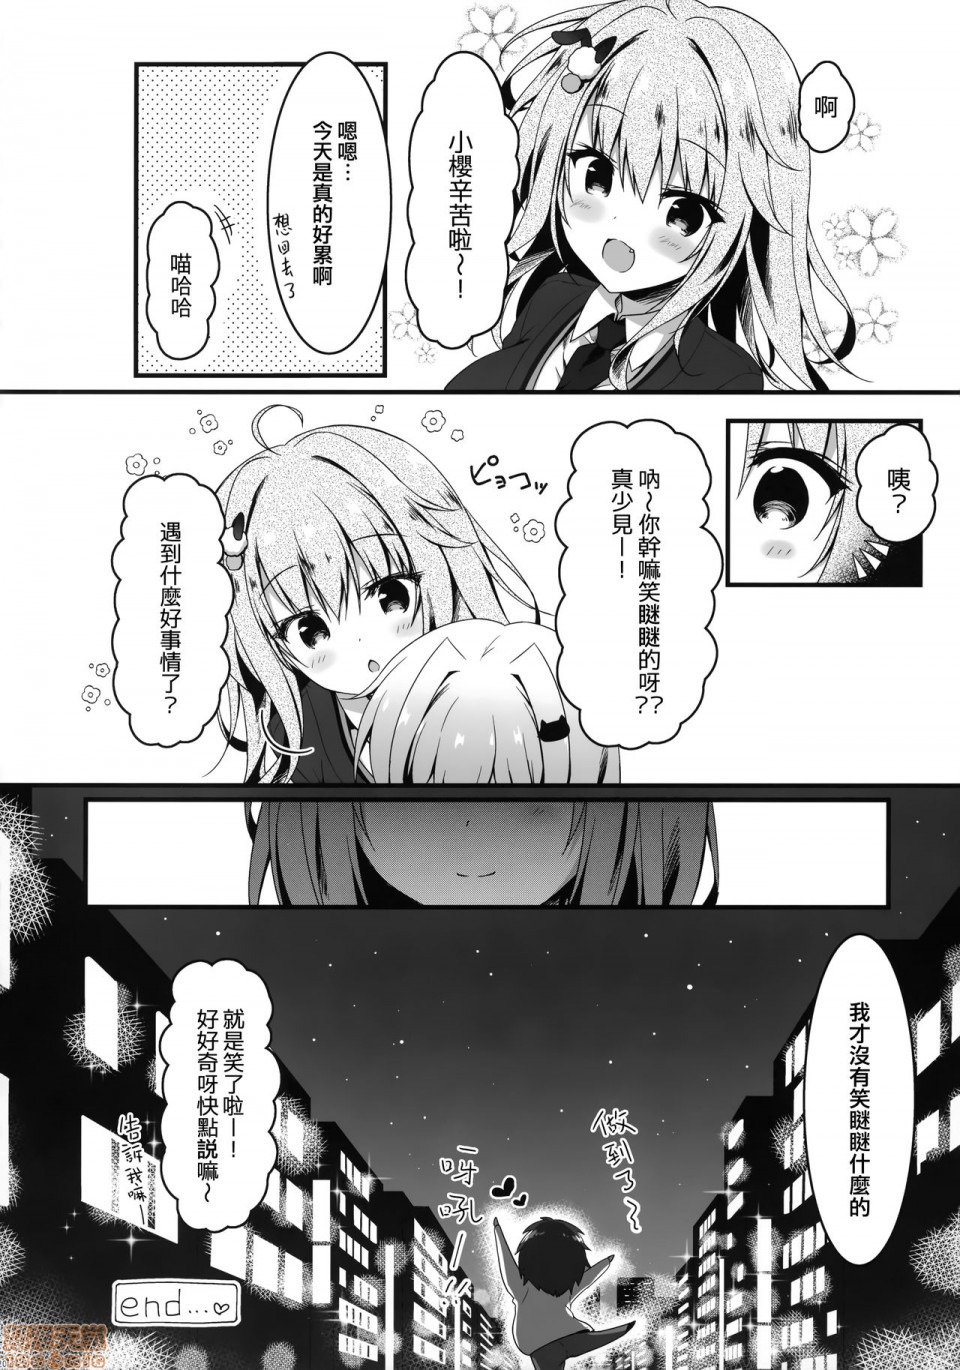 啊
小櫻辛苦啦～！
嗯嗯…
今天是真的好累啊
想回去了
喵哈哈
咦？
吶～你幹嘛笑瞇瞇的呀??
真少見ー！
ピョコッ
遇到什麼好事情了？
我才沒有笑瞇瞇什麼的
做到了～
呀吼ー!!
就是笑了啦ー！
好好奇呀快點說嘛～
告訴我嘛ー
end...♡